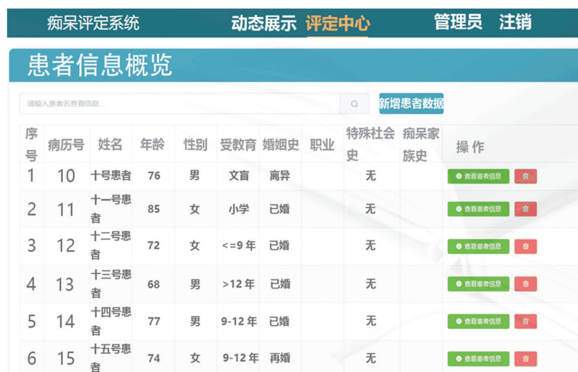 痴呆评定系统 动态展示 评定中心 管理员 注销
患者信息概览
请输入患者名查看信息... 新增患者数据
序号 病历号 姓名 年龄 性别 受教育 婚姻史 职业 特殊社会史 痴呆家族史 操作
1 10 十号患者 76 男 文盲 离异 无 查看患者信息
2 11 十一号患者 85 女 小学 已婚 无 查看患者信息
3 12 十二号患者 72 女 <=9 年 已婚 无 查看患者信息
4 13 十三号患者 68 男 >12 年 已婚 无 查看患者信息
5 14 十四号患者 77 男 9-12 年 已婚 无 查看患者信息
6 15 十五号患者 74 女 9-12 年 再婚 无 查看患者信息